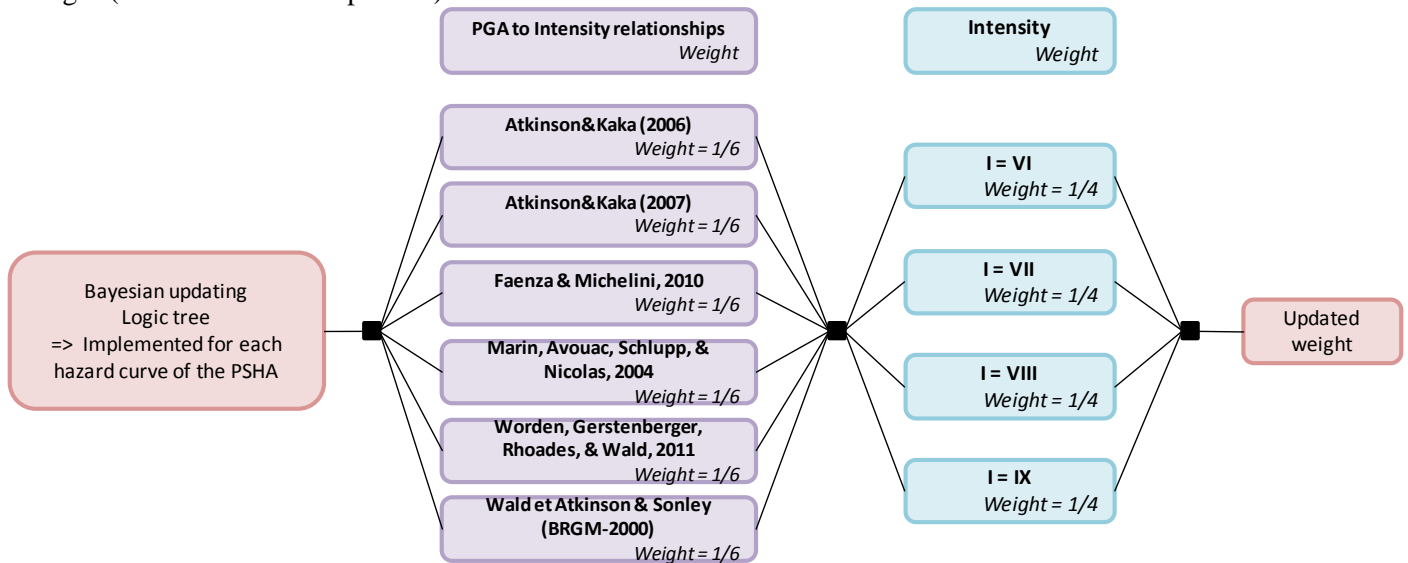 PGA to Intensity relationships
Weight
Intensity
Weight
Bayesian updating
Logic tree
=> Implemented for each
hazard curve of the PSHA
Atkinson&Kaka (2006)
Weight = 1/6
Atkinson&Kaka (2007)
Weight = 1/6
Faenza & Michelini, 2010
Weight = 1/6
Marin, Avouac, Schlupp, &
Nicolas, 2004
Weight = 1/6
Worden, Gerstenberger,
Rhoades, & Wald, 2011
Weight = 1/6
Wald et Atkinson & Sonley
(BRGM-2000)
Weight = 1/6
I = VI
Weight = 1/4
I = VII
Weight = 1/4
I = VIII
Weight = 1/4
I = IX
Weight = 1/4
Updated
weight